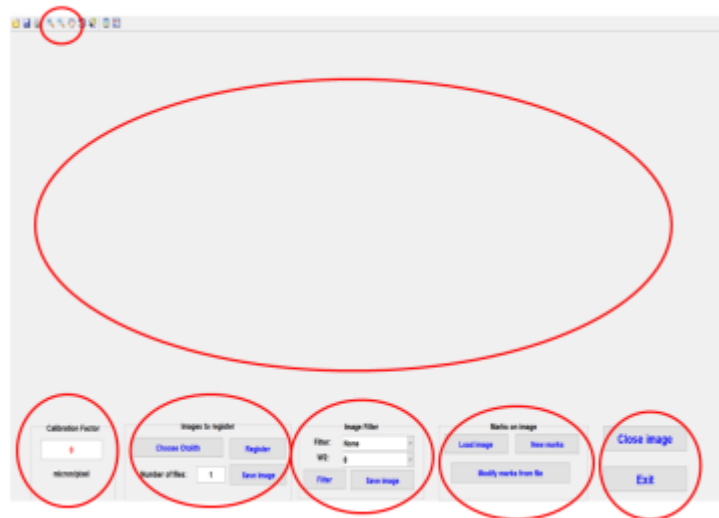 Calibration Factor
0
micron/pixel
Images to register
Choose Otolith
Register
Number of files:
1
Save image
Image Filter
Filter:
None
W2:
0
Filter
Save image
Marks on image
Load image
New marks
Modify marks from file
Close image
Exit